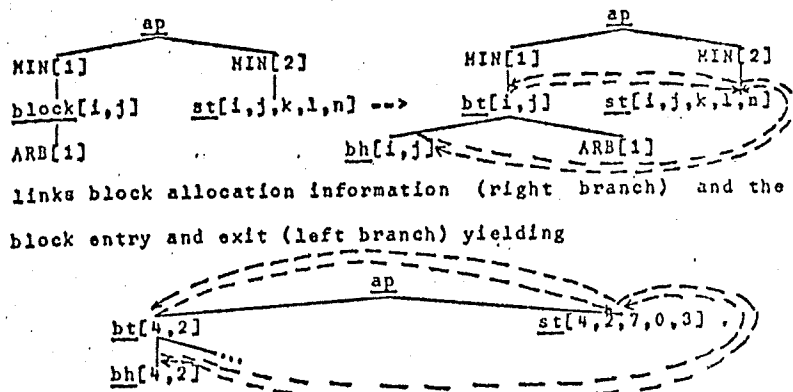 ap ap
MIN[1] MIN[2] MIN[1] MIN[2]
block[i,j] st[i,j,k,l,n] --> bt[i,j] st[i,j,k,l,n]
ARB[1] bh[i,j] ARB[1]
links block allocation information (right branch) and the
block entry and exit (left branch) yielding
ap
bt[4,2] st[4,2,7,0,3] .
...
bh[4,2]